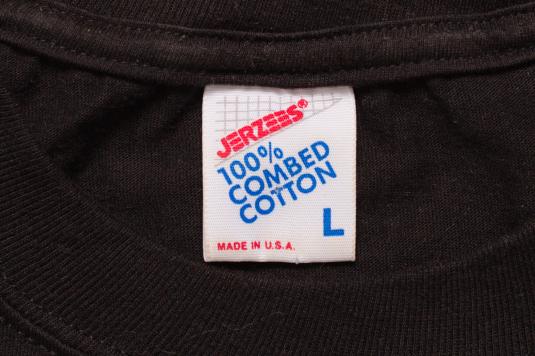 JERZEES®
100%
COMBED
COTTON
L
MADE IN U.S.A.